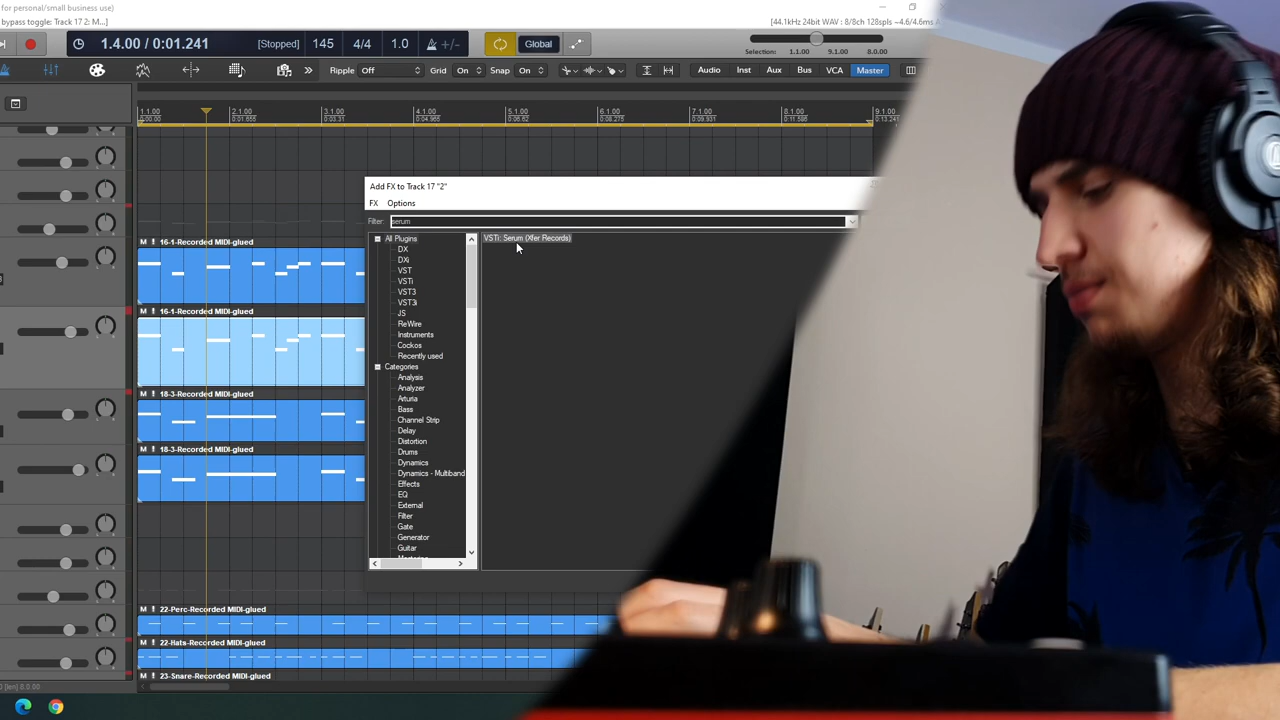 for personal/small business use)
bypass toggle: Track 17 2: M...]
[44.1kHz 24bit WAV : 8/8ch 128spls ~4.6/4.6ms A
1.4.00 / 0:01.241
[Stopped]
145
4/4
1.0
+/-
Global
Selection:
1.1.00
9.1.00
8.0.00
Ripple
Off
Grid
On
Snap
On
Audio
Inst
Aux
Bus
VCA
Master
1.1.00
0:00.00
2.1.00
0:01.655
3.1.00
0:03.31
4.1.00
0:04.965
5.1.00
0:06.62
6.1.00
0:08.275
7.1.00
0:09.931
8.1.00
0:11.586
9.1.00
0:13.241
Add FX to Track 17 "2"
FX
Options
Filter:
serum
All Plugins
DX
DXi
VST
VSTi
VST3
VST3i
JS
ReWire
Instruments
Cockos
Recently used
Categories
Analysis
Analyzer
Arturia
Bass
Channel Strip
Delay
Distortion
Drums
Dynamics
Dynamics - Multiband
Effects
EQ
External
Filter
Gate
Generator
Guitar
VSTi: Serum (Xfer Records)
M
16-1-Recorded MIDI-glued
M
16-1-Recorded MIDI-glued
M
18-3-Recorded MIDI-glued
M
18-3-Recorded MIDI-glued
M
22-Perc-Recorded MIDI-glued
M
22-Hats-Recorded MIDI-glued
M
23-Snare-Recorded MIDI-glued
[len] 8.0.00